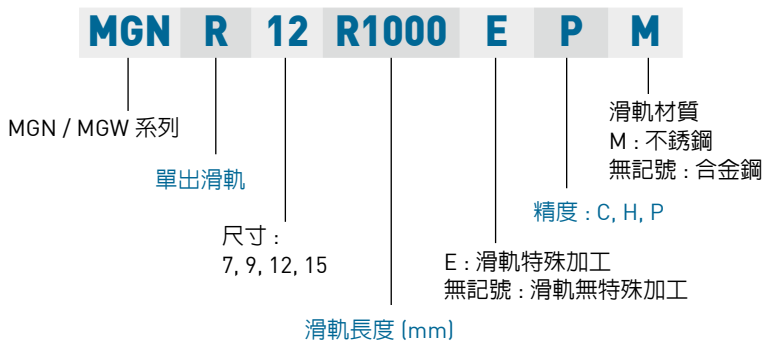 MGN R 12 R1000 E P M
MGN / MGW 系列
單出滑軌
尺寸 :
7, 9, 12, 15
滑軌長度 (mm)
E : 滑軌特殊加工
無記號 : 滑軌無特殊加工
精度 : C, H, P
滑軌材質
M : 不銹鋼
無記號 : 合金鋼